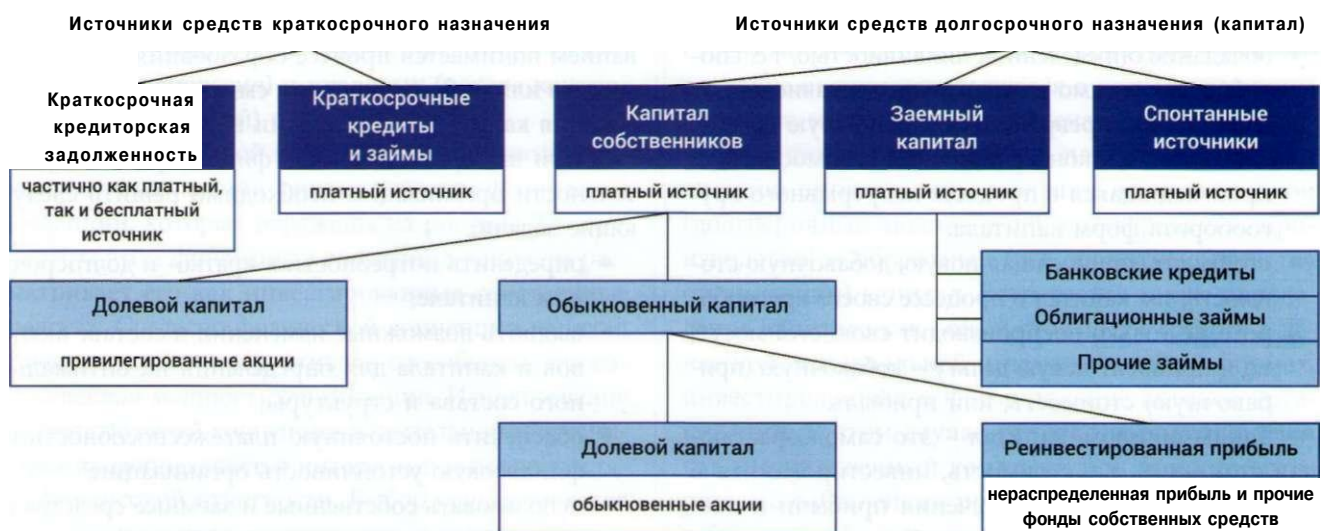 Источники средств краткосрочного назначения
Источники средств долгосрочного назначения (капитал)
Краткосрочная
кредиторская
задолженность
частично как платный,
так и бесплатный
источник
Краткосрочные
кредиты
и займы
платный источник
Капитал
собственников
платный источник
Заемный
капитал
платный источник
Спонтанные
источники
платный источник
Долевой капитал
привилегированные акции
Обыкновенный капитал
Банковские кредиты
Облигационные займы
Прочие займы
Долевой капитал
обыкновенные акции
Реинвестированная прибыль
нераспределенная прибыль и прочие
фонды собственных средств